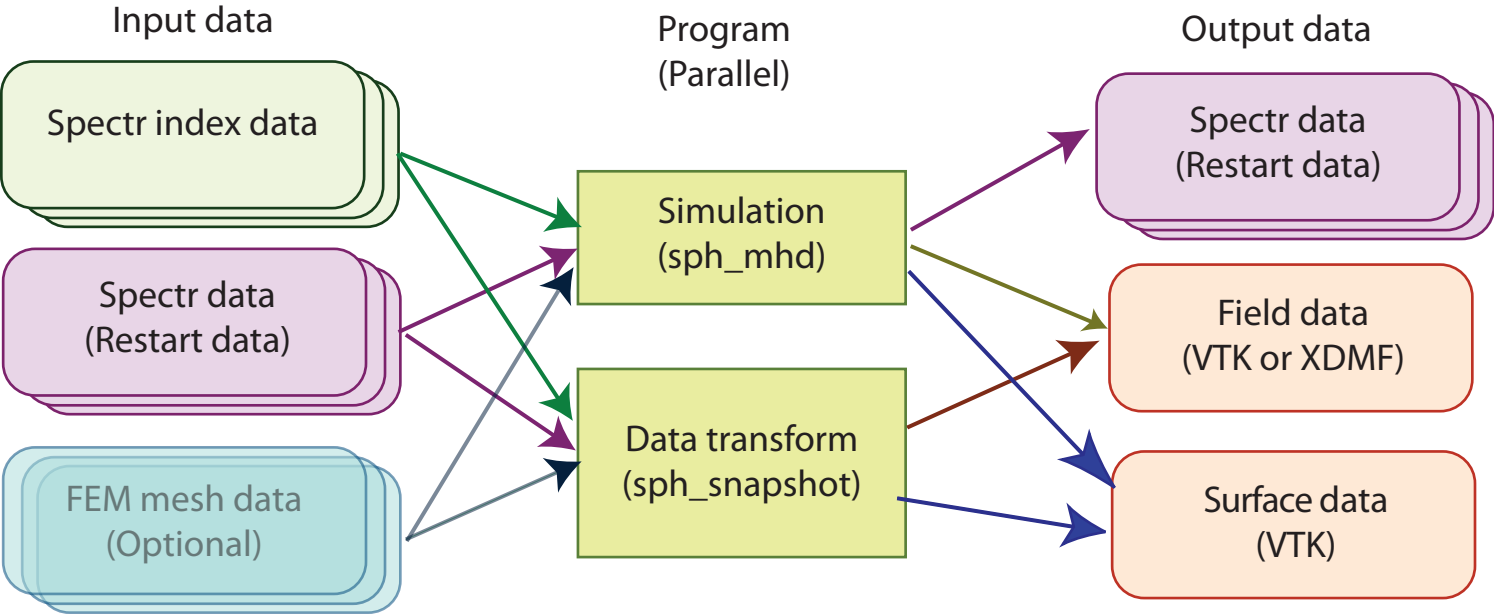 Input data
Spectr index data
Spectr data
(Restart data)
FEM mesh data
(Optional)
Program
(Parallel)
Simulation
(sph_mhd)
Data transform
(sph_snapshot)
Output data
Spectr data
(Restart data)
Field data
(VTK or XDMF)
Surface data
(VTK)